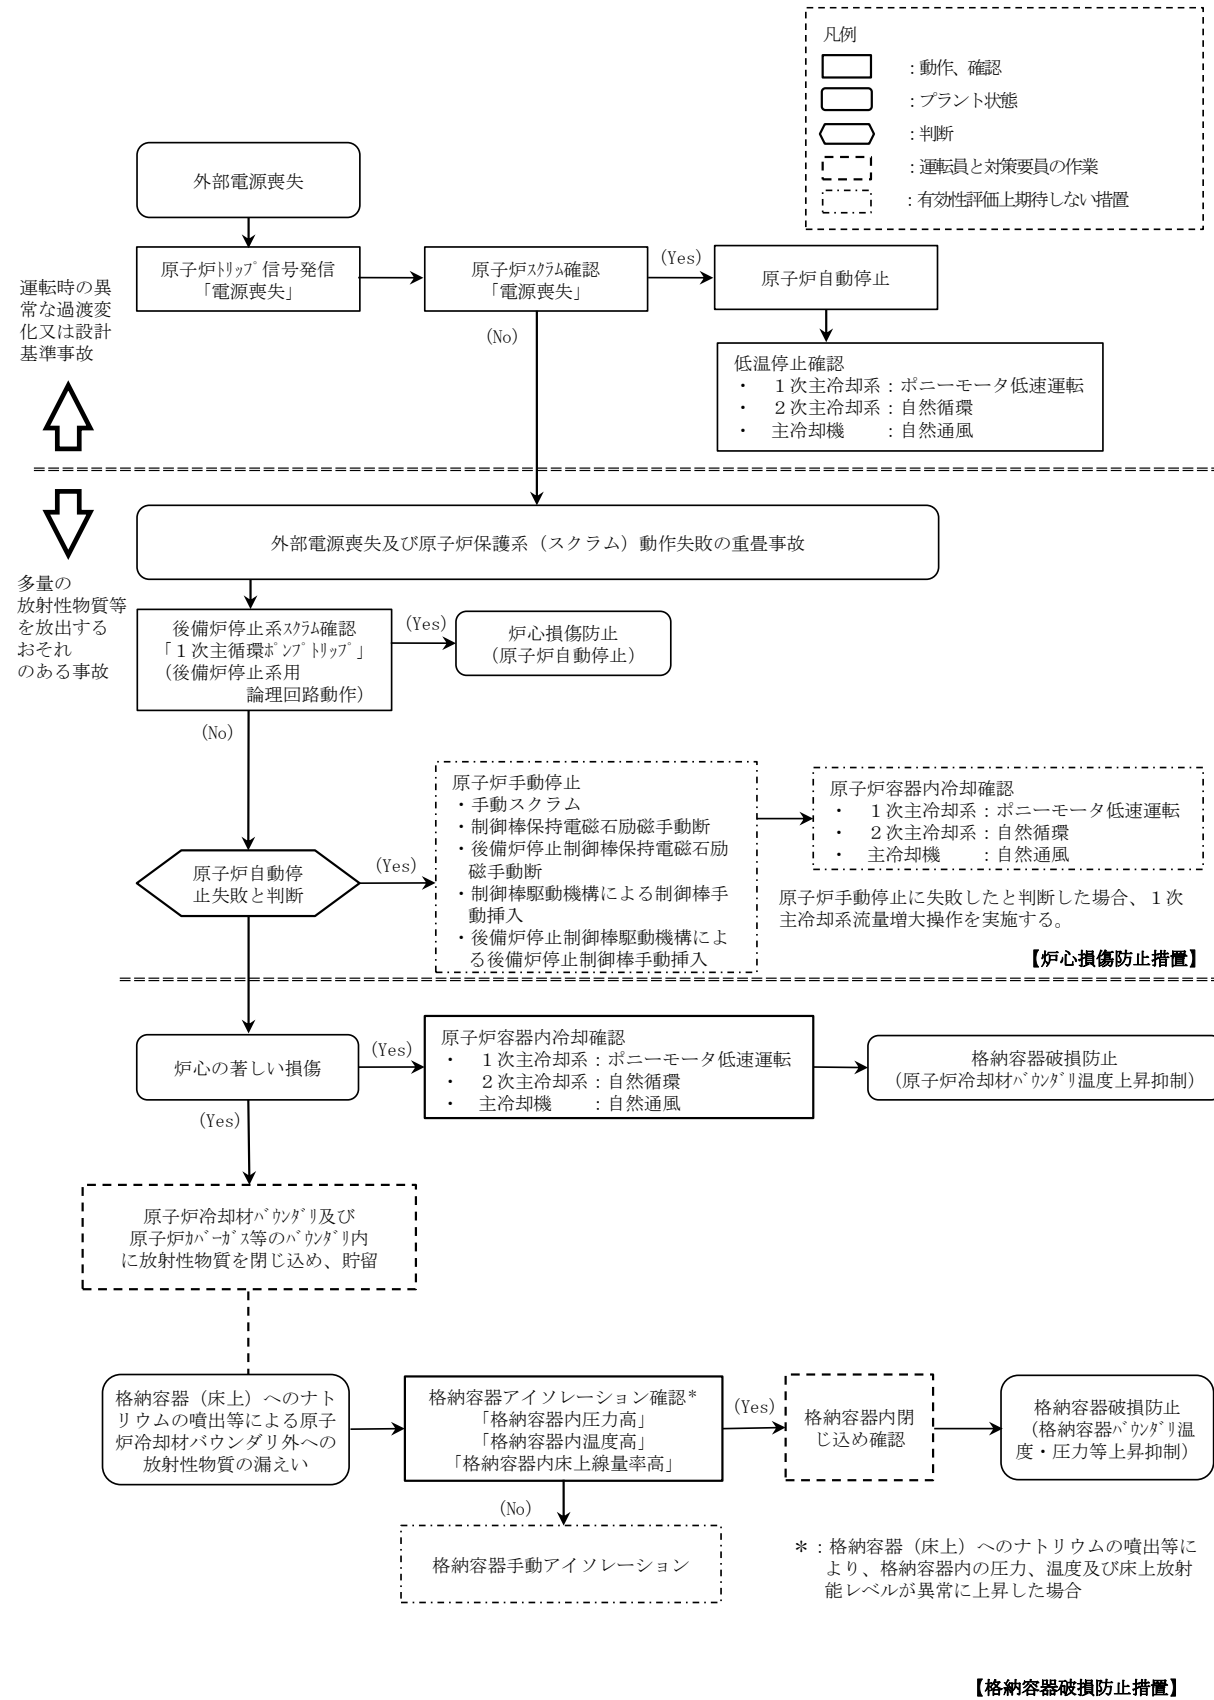 凡例
：動作、確認
：プラント状態
：判断
：運転員と対策要員の作業
：有効性評価上期待しない措置
外部電源喪失
原子炉ﾄﾘｯﾌﾟ信号発信
「電源喪失」
原子炉ｽｸﾗﾑ確認
「電源喪失」
(Yes)
原子炉自動停止
(No)
運転時の異
常な過渡変
化又は設計
基準事故
低温停止確認
・ １次主冷却系：ポニーモータ低速運転
・ ２次主冷却系：自然循環
・ 主冷却機 ：自然通風
外部電源喪失及び原子炉保護系（スクラム）動作失敗の重畳事故
多量の
放射性物質等
を放出する
おそれ
のある事故
後備炉停止系ｽｸﾗﾑ確認
「１次主循環ﾎﾟﾝﾌﾟﾄﾘｯﾌﾟ」
（後備炉停止系用
論理回路動作）
(Yes)
炉心損傷防止
（原子炉自動停止）
(No)
原子炉手動停止
・手動スクラム
・制御棒保持電磁石励磁手動断
・後備炉停止制御棒保持電磁石励
磁手動断
・制御棒駆動機構による制御棒手
動挿入
・後備炉停止制御棒駆動機構によ
る後備炉停止制御棒手動挿入
原子炉容器内冷却確認
・ １次主冷却系：ポニーモータ低速運転
・ ２次主冷却系：自然循環
・ 主冷却機 ：自然通風
原子炉自動停
止失敗と判断
(Yes)
原子炉手動停止に失敗したと判断した場合、１次
主冷却系流量増大操作を実施する。
【炉心損傷防止措置】
炉心の著しい損傷
(Yes)
原子炉容器内冷却確認
・ １次主冷却系：ポニーモータ低速運転
・ ２次主冷却系：自然循環
・ 主冷却機 ：自然通風
格納容器破損防止
（原子炉冷却材ﾊﾞｳﾝﾀﾞﾘ温度上昇抑制）
(Yes)
原子炉冷却材ﾊﾞｳﾝﾀﾞﾘ及び
原子炉ｶﾊﾞｰｶﾞｽ等のﾊﾞｳﾝﾀﾞﾘ内
に放射性物質を閉じ込め、貯留
格納容器（床上）へのナト
リウムの噴出等による原子
炉冷却材バウンダリ外への
放射性物質の漏えい
格納容器アイソレーション確認*
「格納容器内圧力高」
「格納容器内温度高」
「格納容器内床上線量率高」
(Yes)
格納容器内閉
じ込め確認
格納容器破損防止
（格納容器ﾊﾞｳﾝﾀﾞﾘ温
度・圧力等上昇抑制）
(No)
格納容器手動アイソレーション
＊：格納容器（床上）へのナトリウムの噴出等に
より、格納容器内の圧力、温度及び床上放射
能レベルが異常に上昇した場合
【格納容器破損防止措置】